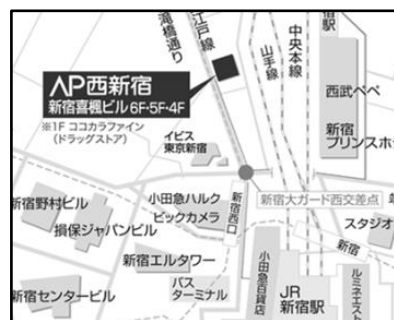 滝橋通り
江戸線
山手線
中央本線
宿駅
西武ペペ
新宿
プリンスホ
AP西新宿
新宿喜楓ビル6F・5F・4F
※1F ココカラファイン
(ドラッグストア)
イビス
東京新宿
新宿大ガード西交差点
小田急ハルク
ビックカメラ
新宿西口
新宿野村ビル
損保ジャパンビル
新宿エルタワー
バス
ターミナル
新宿センタービル
小田急百貨店
JR
新宿駅
新宿
スタジオ
ルミネエスト